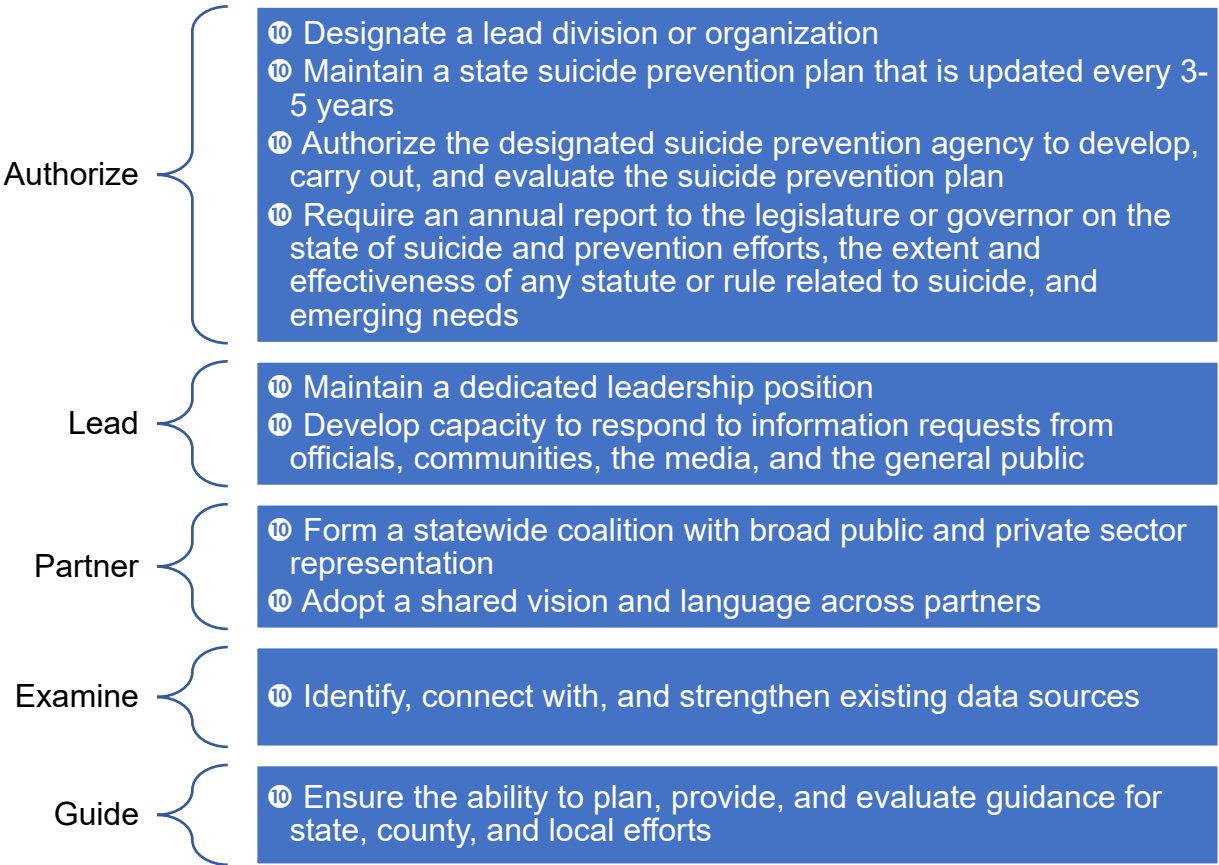 Authorize
❿ Designate a lead division or organization
❿ Maintain a state suicide prevention plan that is updated every 3-
5 years
❿ Authorize the designated suicide prevention agency to develop,
carry out, and evaluate the suicide prevention plan
❿ Require an annual report to the legislature or governor on the
state of suicide and prevention efforts, the extent and
effectiveness of any statute or rule related to suicide, and
emerging needs
Lead
❿ Maintain a dedicated leadership position
❿ Develop capacity to respond to information requests from
officials, communities, the media, and the general public
Partner
❿ Form a statewide coalition with broad public and private sector
representation
❿ Adopt a shared vision and language across partners
Examine
❿ Identify, connect with, and strengthen existing data sources
Guide
❿ Ensure the ability to plan, provide, and evaluate guidance for
state, county, and local efforts